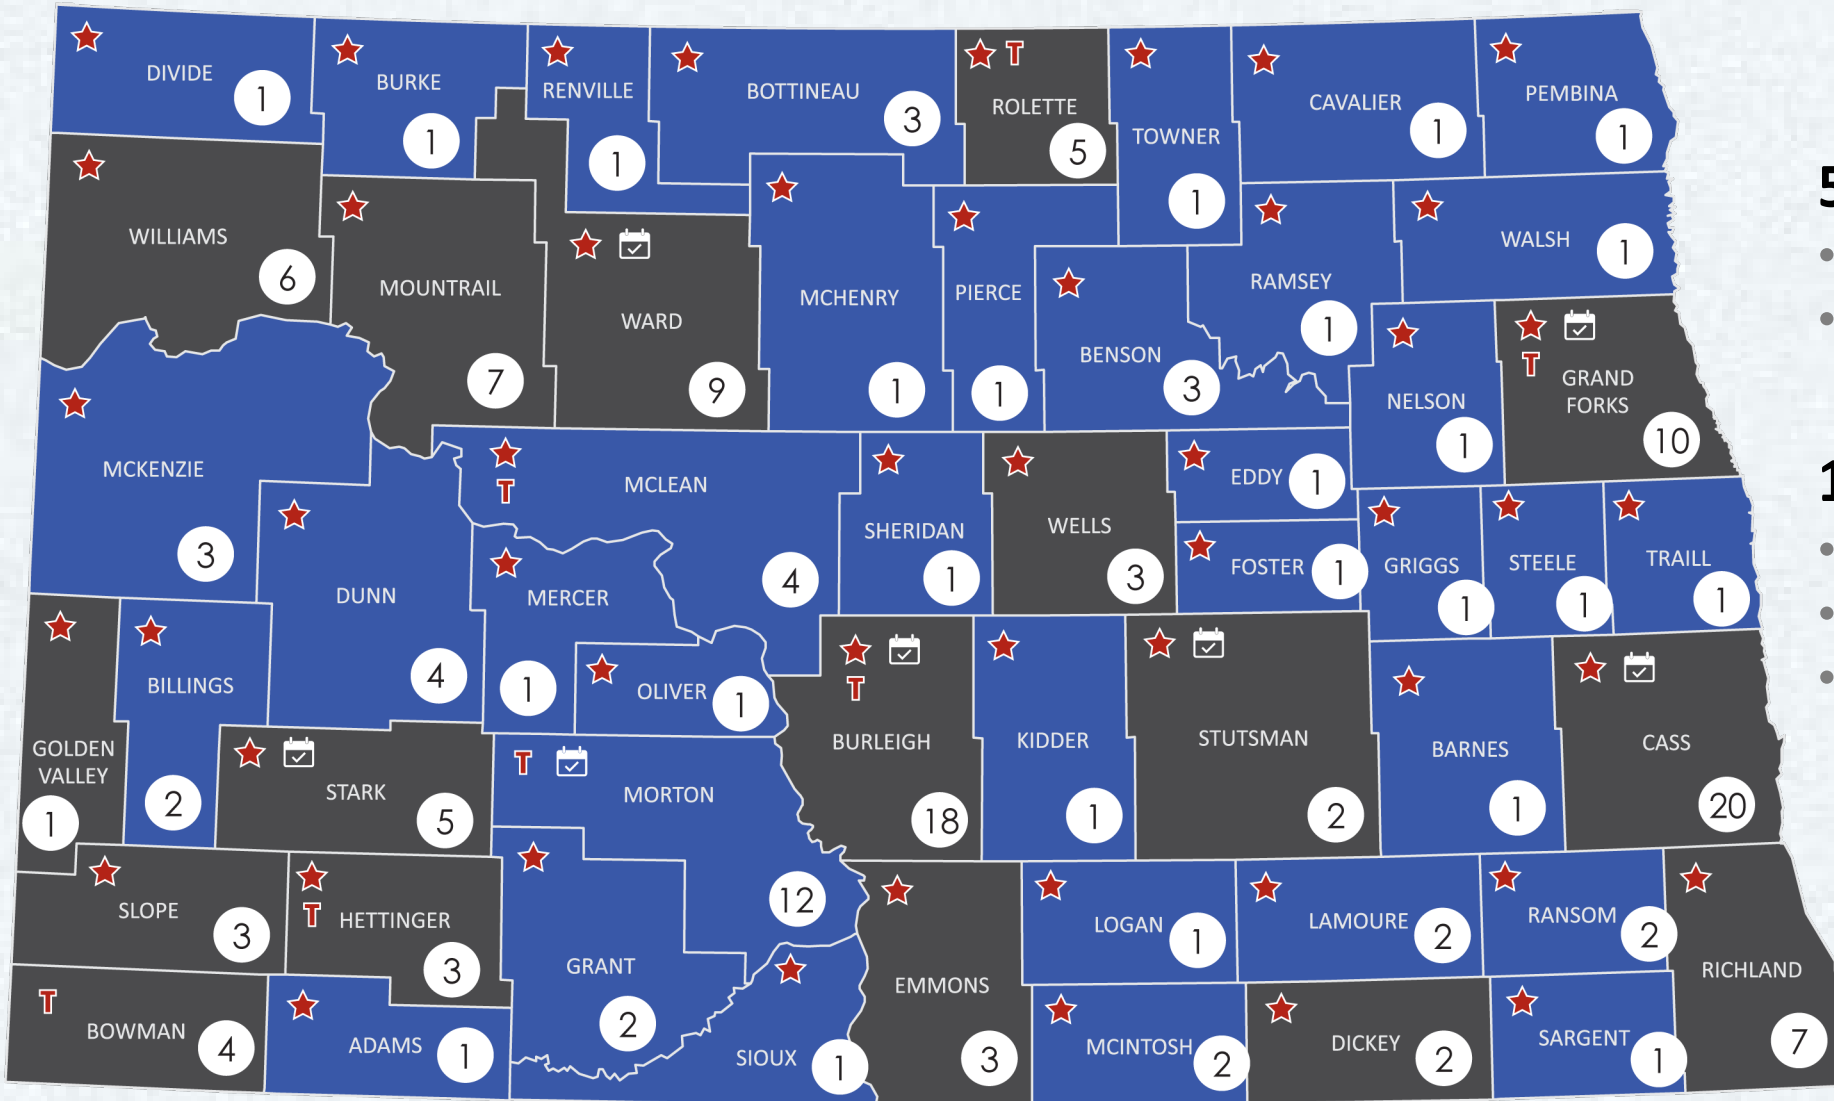 DIVIDE
1
BURKE
1
RENVILLE
1
BOTTINEAU
3
T
ROLETTE
5
TOWNER
1
CAVALIER
1
PEMBINA
1
WILLIAMS
6
MOUNTRAIL
7
WARD
9
MCHENRY
1
PIERCE
1
BENSON
3
RAMSEY
1
WALSH
1
NELSON
1
T
GRAND
FORKS
10
MCKENZIE
3
DUNN
4
T
MCLEAN
4
MERCER
1
OLIVER
1
SHERIDAN
1
WELLS
3
EDDY
1
FOSTER
1
GRIGGS
1
STEELE
1
TRAILL
1
GOLDEN
VALLEY
1
BILLINGS
2
STARK
5
T
MORTON
12
T
BURLEIGH
18
KIDDER
1
STUTSMAN
2
BARNES
1
CASS
20
SLOPE
3
T
HETTINGER
3
GRANT
2
T
BOWMAN
4
ADAMS
1
SIOUX
1
EMMONS
3
LOGAN
1
LAMOURE
2
RANSOM
2
RICHLAND
7
MCINTOSH
2
DICKEY
2
SARGENT
1